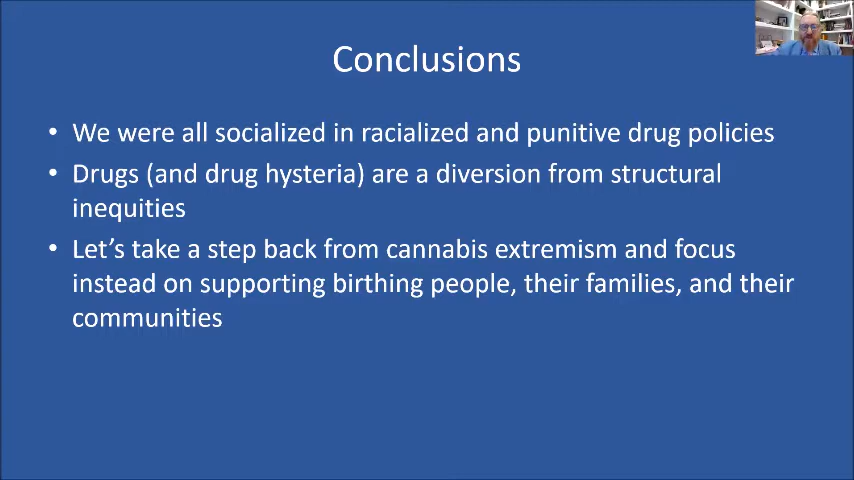 Conclusions
• We were all socialized in racialized and punitive drug policies
• Drugs (and drug hysteria) are a diversion from structural
inequities
• Let's take a step back from cannabis extremism and focus
instead on supporting birthing people, their families, and their
communities